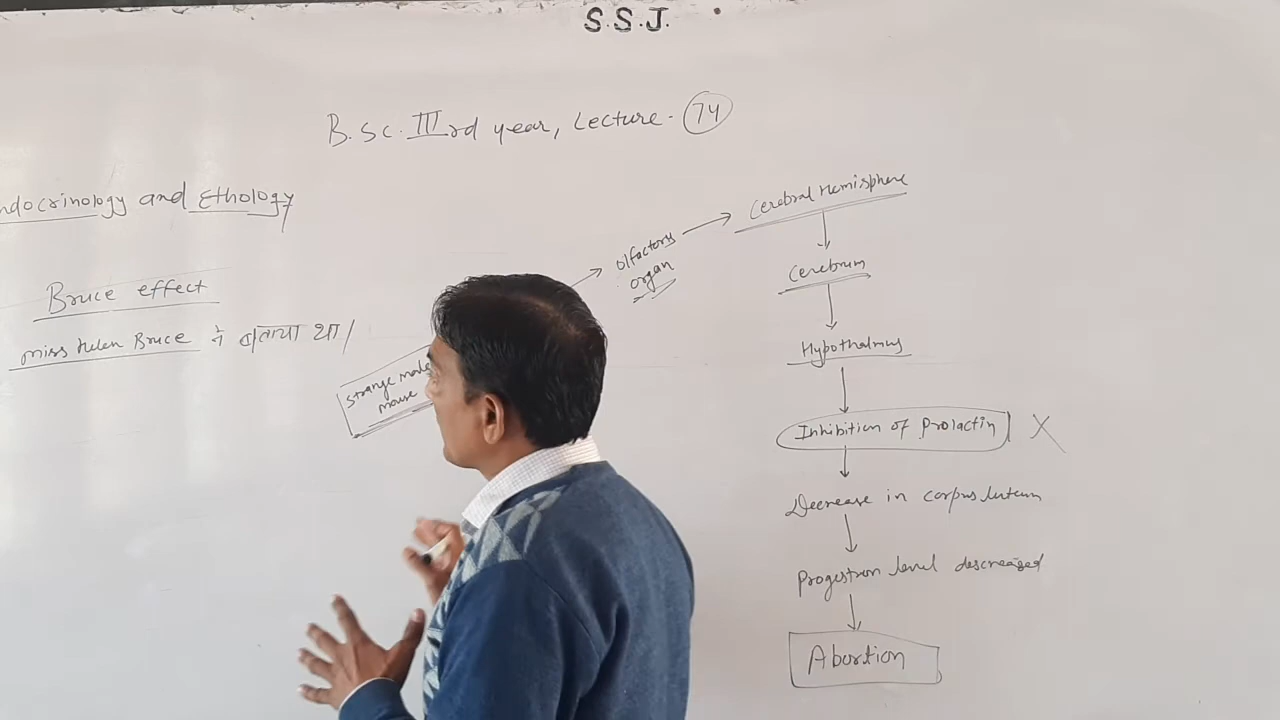 S.S.J.
B.Sc. IIIrd year, Lecture- 74
ndocrinology and Ethology
Bruce effect
miss Helen Bruce ने बताया था |
strange male
mouse
olfactory
organ
Cerebral Hemisphere
Cerebrum
Hypothalmus
Inhibition of Prolactin X
Decrease in corpus luteum
Progestron level descreased
Abortion